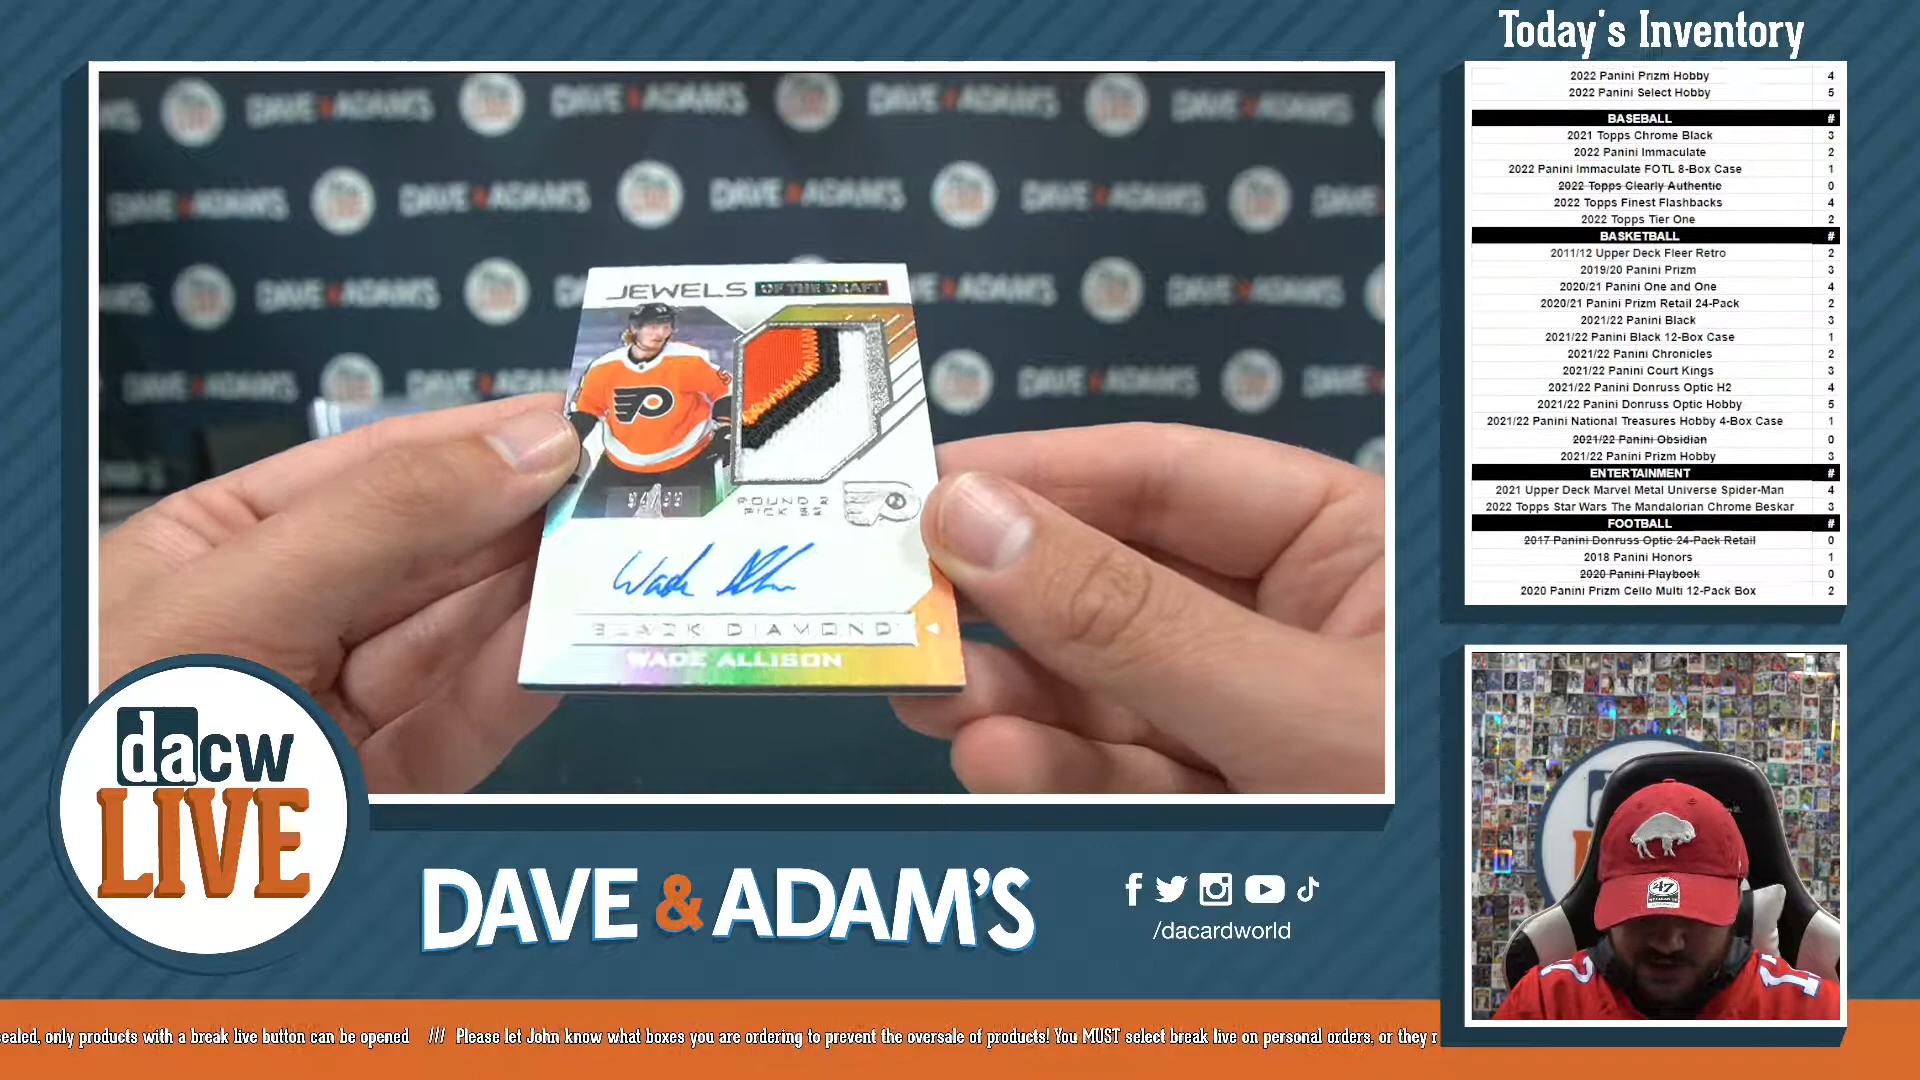 Today's Inventory
2022 Panini Prizm Hobby 4
2022 Panini Select Hobby 5
BASEBALL #
2021 Topps Chrome Black 3
2022 Panini Immaculate 2
2022 Panini Immaculate FOTL 8-Box Case 1
2022 Topps Clearly Authentic 0
2022 Topps Finest Flashbacks 4
2022 Topps Tier One 2
BASKETBALL #
2011/12 Upper Deck Fleer Retro 2
2019/20 Panini Prizm 3
2020/21 Panini One and One 4
2020/21 Panini Prizm Retail 24-Pack 2
2021/22 Panini Black 3
2021/22 Panini Black 12-Box Case 1
2021/22 Panini Chronicles 2
2021/22 Panini Court Kings 3
2021/22 Panini Donruss Optic H2 4
2021/22 Panini Donruss Optic Hobby 5
2021/22 Panini National Treasures Hobby 4-Box Case 1
2021/22 Panini Obsidian 0
2021/22 Panini Prizm Hobby 3
ENTERTAINMENT #
2021 Upper Deck Marvel Metal Universe Spider-Man 4
2022 Topps Star Wars The Mandalorian Chrome Beskar 3
FOOTBALL #
2017 Panini Donruss Optic 24-Pack Retail 0
2018 Panini Honors 1
2020 Panini Playbook 0
2020 Panini Prizm Cello Multi 12-Pack Box 2
DAVE & ADAM'S
JEWELS OF THE DRAFT
94/99
ROUND 2
Wade Allison
BLACK DIAMOND
WADE ALLISON
dacw
LIVE
DAVE & ADAM'S
/dacardworld
47
17
ealed, only products with a break live button can be opened /// Please let John know what boxes you are ordering to prevent the oversale of products! You MUST select break live on personal orders, or they